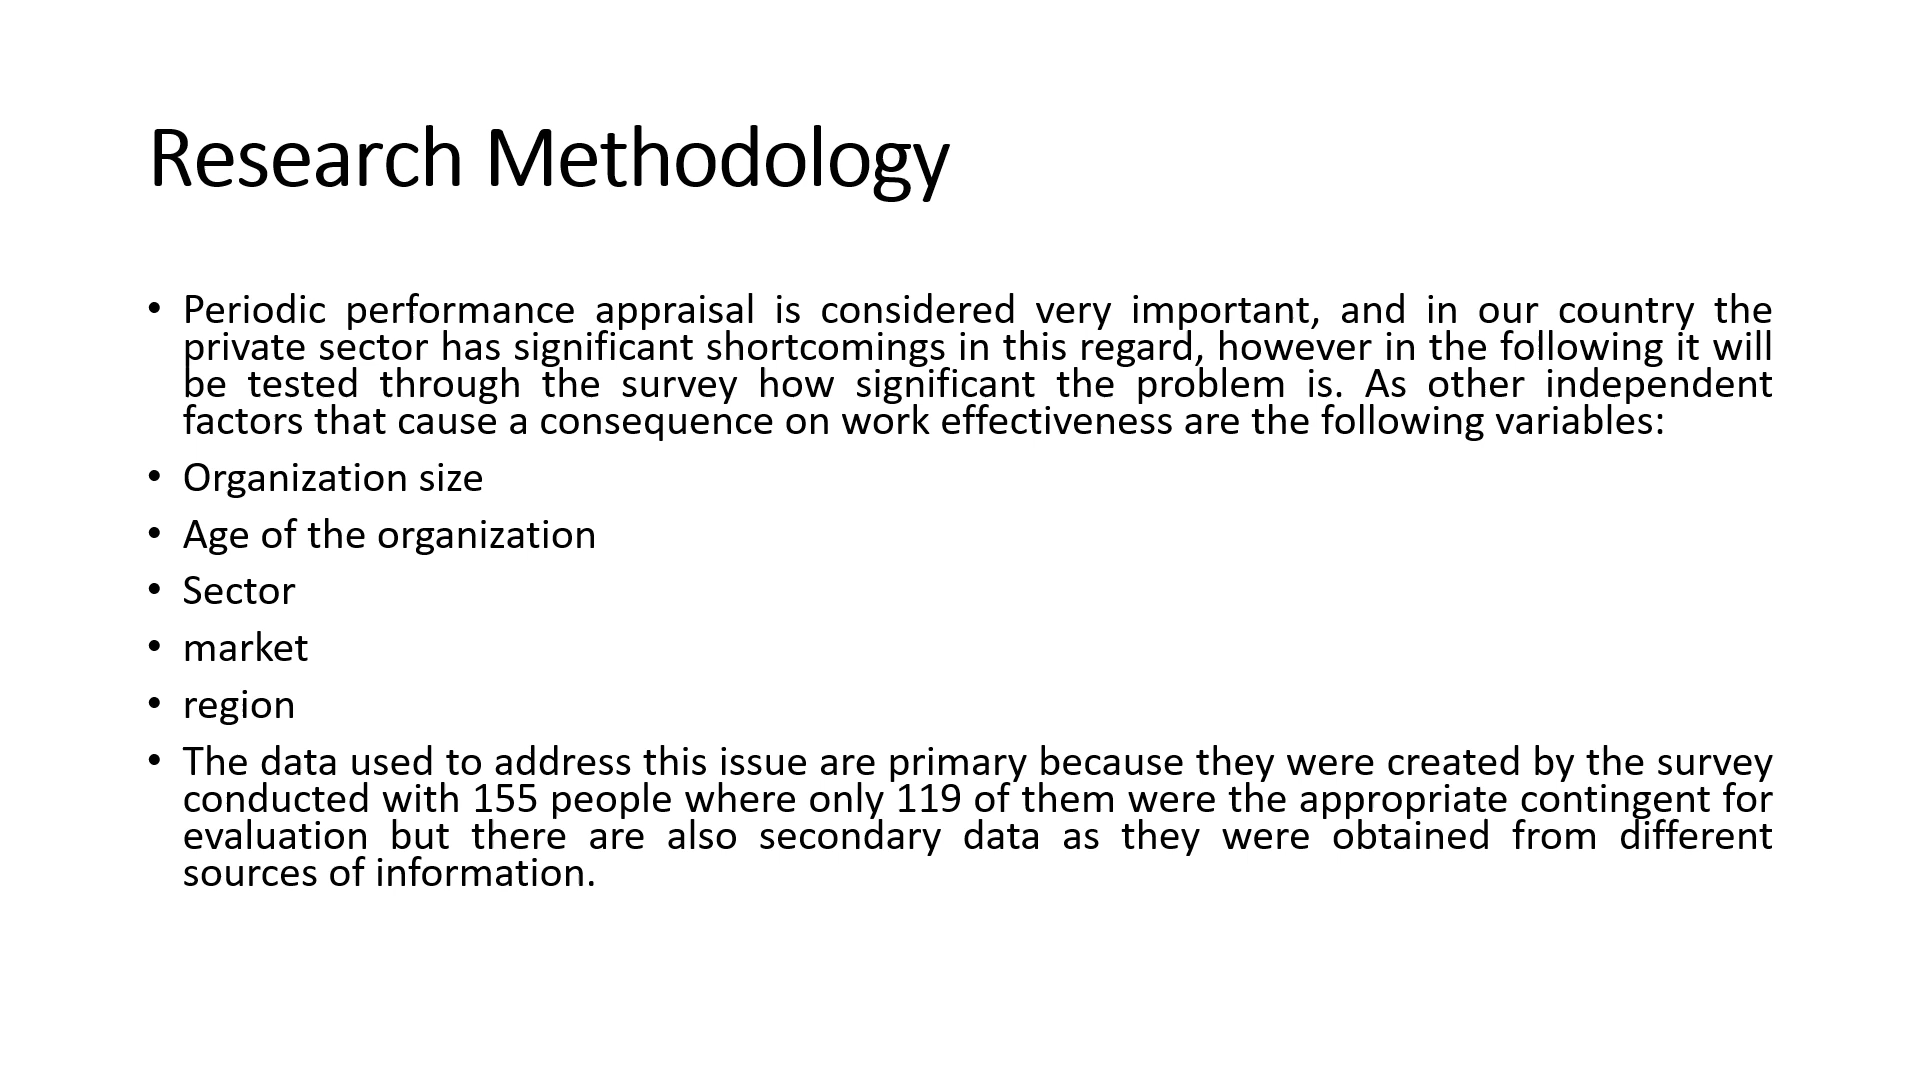 Research Methodology
• Periodic performance appraisal is considered very important, and in our country the
private sector has significant shortcomings in this regard, however in the following it will
be tested through the survey how significant the problem is. As other independent
factors that cause a consequence on work effectiveness are the following variables:
• Organization size
• Age of the organization
• Sector
• market
• region
• The data used to address this issue are primary because they were created by the survey
conducted with 155 people where only 119 of them were the appropriate contingent for
evaluation but there are also secondary data as they were obtained from different
sources of information.